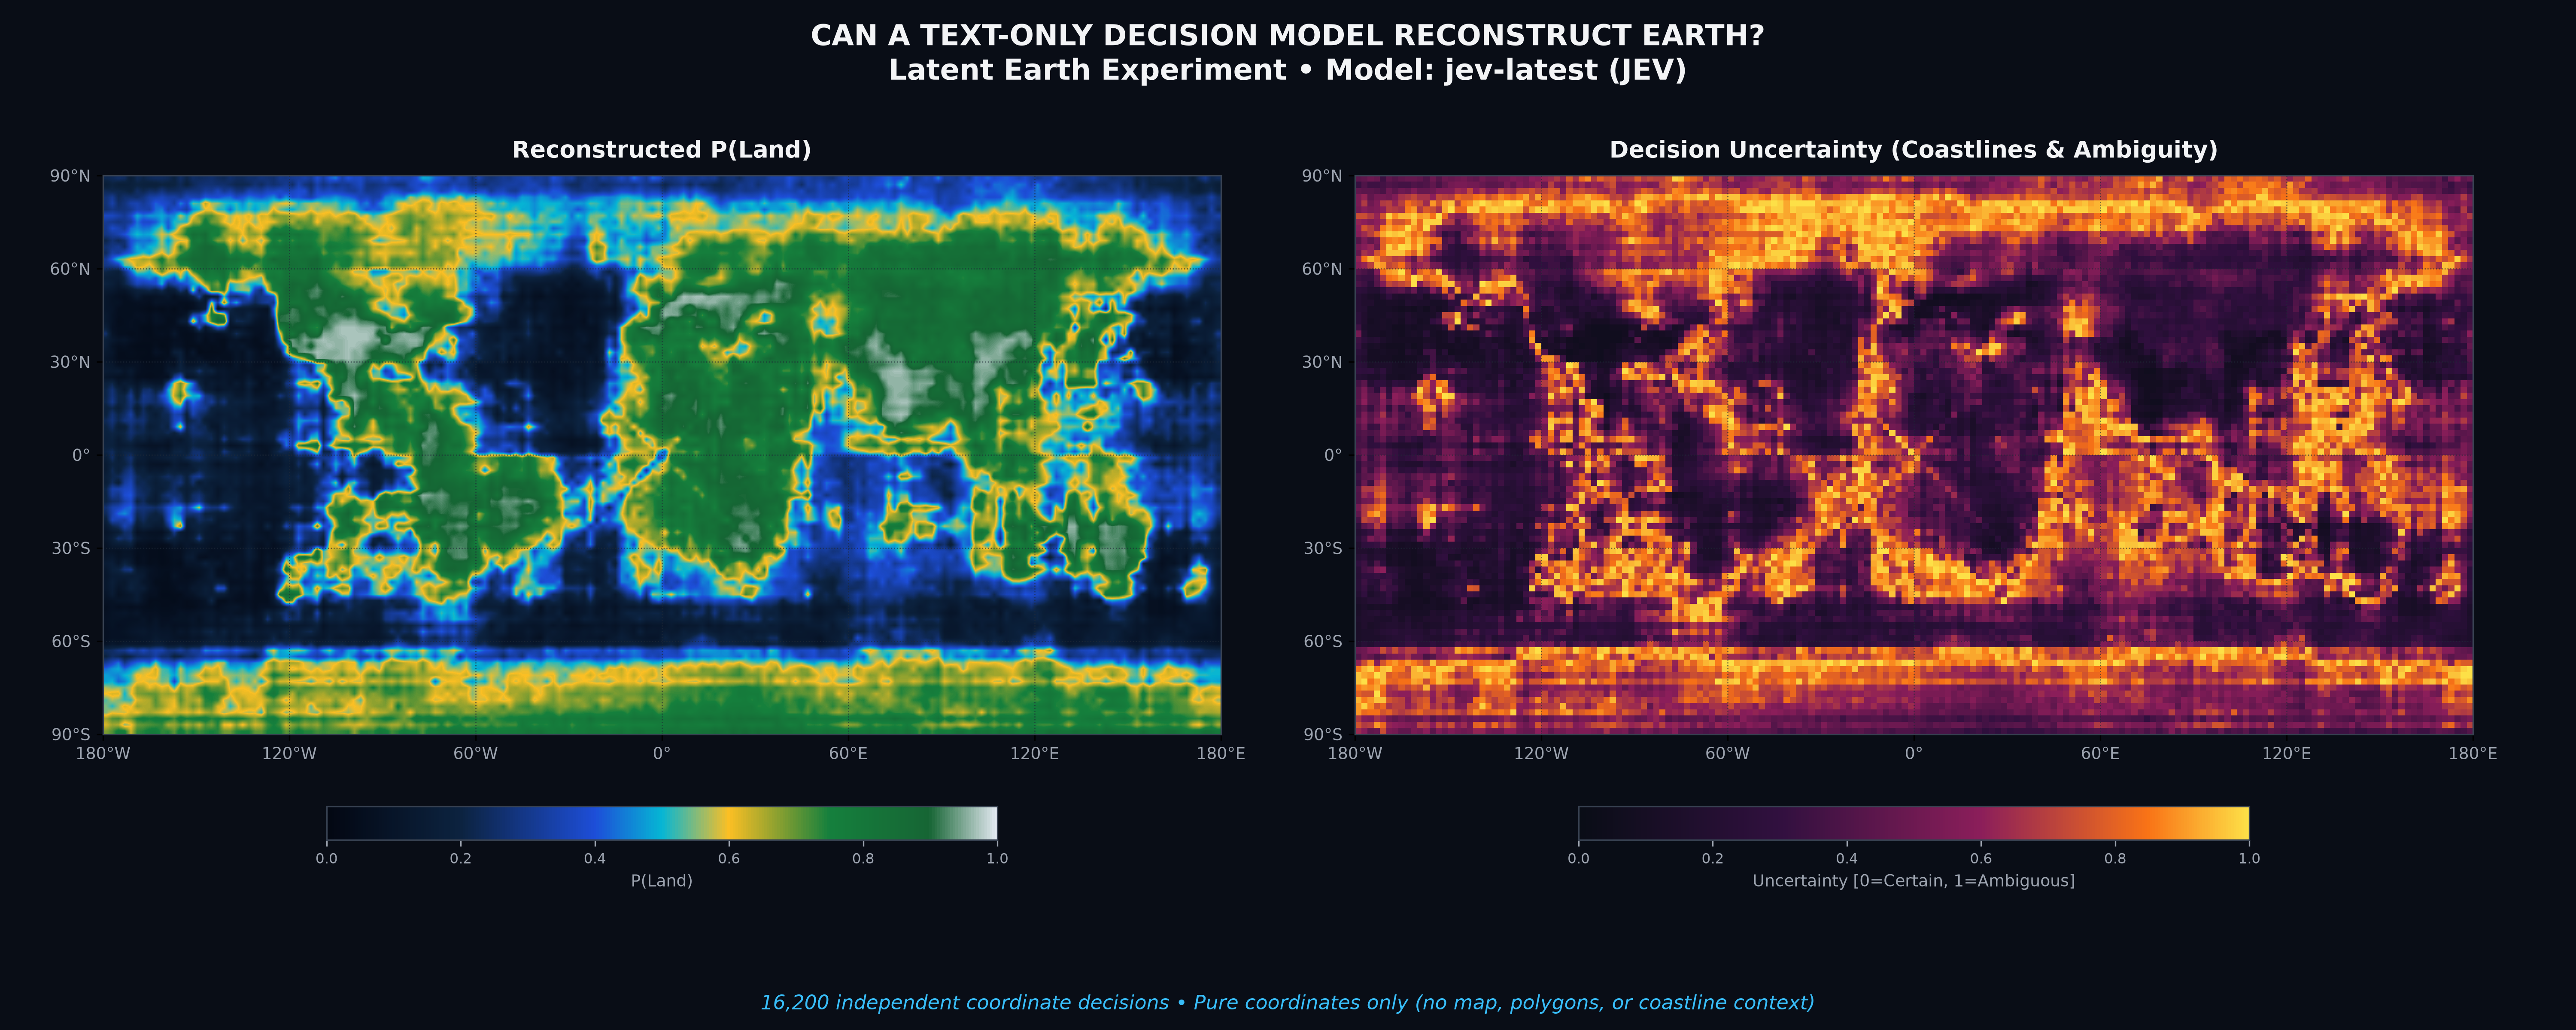 CAN A TEXT-ONLY DECISION MODEL RECONSTRUCT EARTH?
Latent Earth Experiment • Model: jev-latest (JEV)
Reconstructed P(Land)
90°N
60°N
30°N
0°
30°S
60°S
90°S
180°W 120°W 60°W 0° 60°E 120°E 180°E
0.0 0.2 0.4 0.6 0.8 1.0
P(Land)
Decision Uncertainty (Coastlines & Ambiguity)
90°N
60°N
30°N
0°
30°S
60°S
90°S
180°W 120°W 60°W 0° 60°E 120°E 180°E
0.0 0.2 0.4 0.6 0.8 1.0
Uncertainty [0=Certain, 1=Ambiguous]
16,200 independent coordinate decisions • Pure coordinates only (no map, polygons, or coastline context)